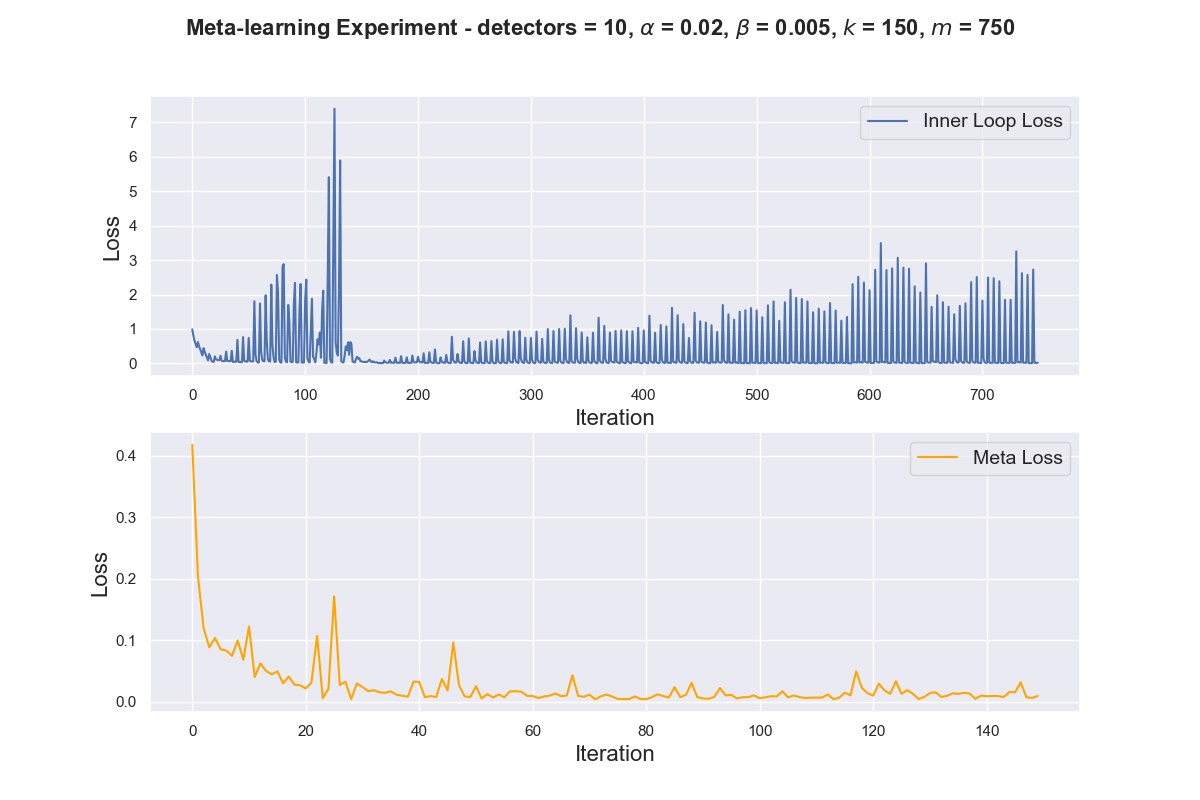 Meta-learning Experiment - detectors = 10, α = 0.02, β = 0.005, k = 150, m = 750
Inner Loop Loss
7
6
5
4
3
2
1
0
Loss
0 100 200 300 400 500 600 700
Iteration
Meta Loss
0.4
0.3
0.2
0.1
0.0
Loss
0 20 40 60 80 100 120 140
Iteration